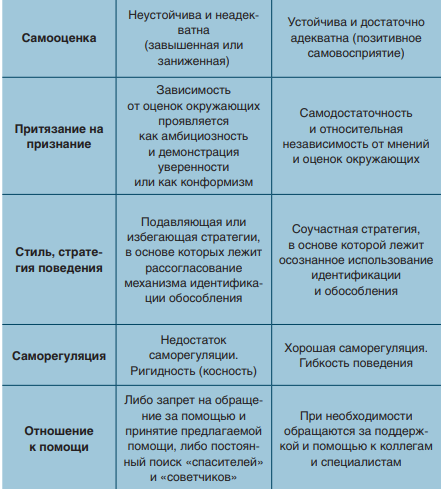 Самооценка
Неустойчива и неадек-
ватна
(завышенная или
заниженная)
Устойчива и достаточно
адекватна (позитивное
самовосприятие)
Притязание на
признание
Зависимость
от оценок окружающих
проявляется
как амбициозность
и демонстрация
уверенности
или как конформизм
Самодостаточность
и относительная
независимость от мнений
и оценок окружающих
Стиль, страте-
гия поведения
Подавляющая или
избегающая стратегии,
в основе которых лежит
рассогласование
механизма идентифика-
ции обособления
Соучастная стратегия,
в основе которой лежит
осознанное использование
идентификации
и обособления
Саморегуляция
Недостаток
саморегуляции.
Ригидность (косность)
Хорошая саморегуляция.
Гибкость поведения
Отношение
к помощи
Либо запрет на обраще-
ние за помощью и
принятие предлагаемой
помощи, либо постоян-
ный поиск «спасителей»
и «советчиков»
При необходимости
обращаются за поддерж-
кой и помощью к коллегам
и специалистам